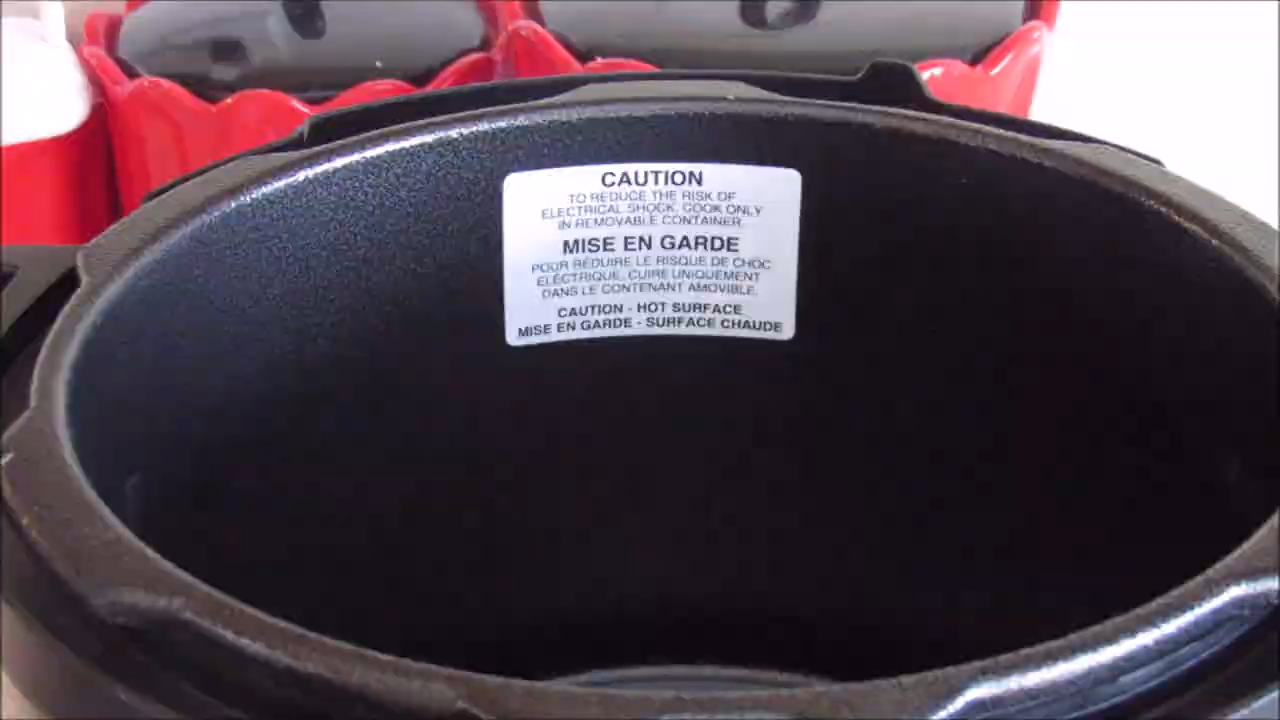 CAUTION
TO REDUCE THE RISK OF
ELECTRICAL SHOCK, COOK ONLY
IN REMOVABLE CONTAINER.
MISE EN GARDE
POUR RÉDUIRE LE RISQUE DE CHOC
ÉLECTRIQUE, CUIRE UNIQUEMENT
DANS LE CONTENANT AMOVIBLE.
CAUTION - HOT SURFACE
MISE EN GARDE - SURFACE CHAUDE